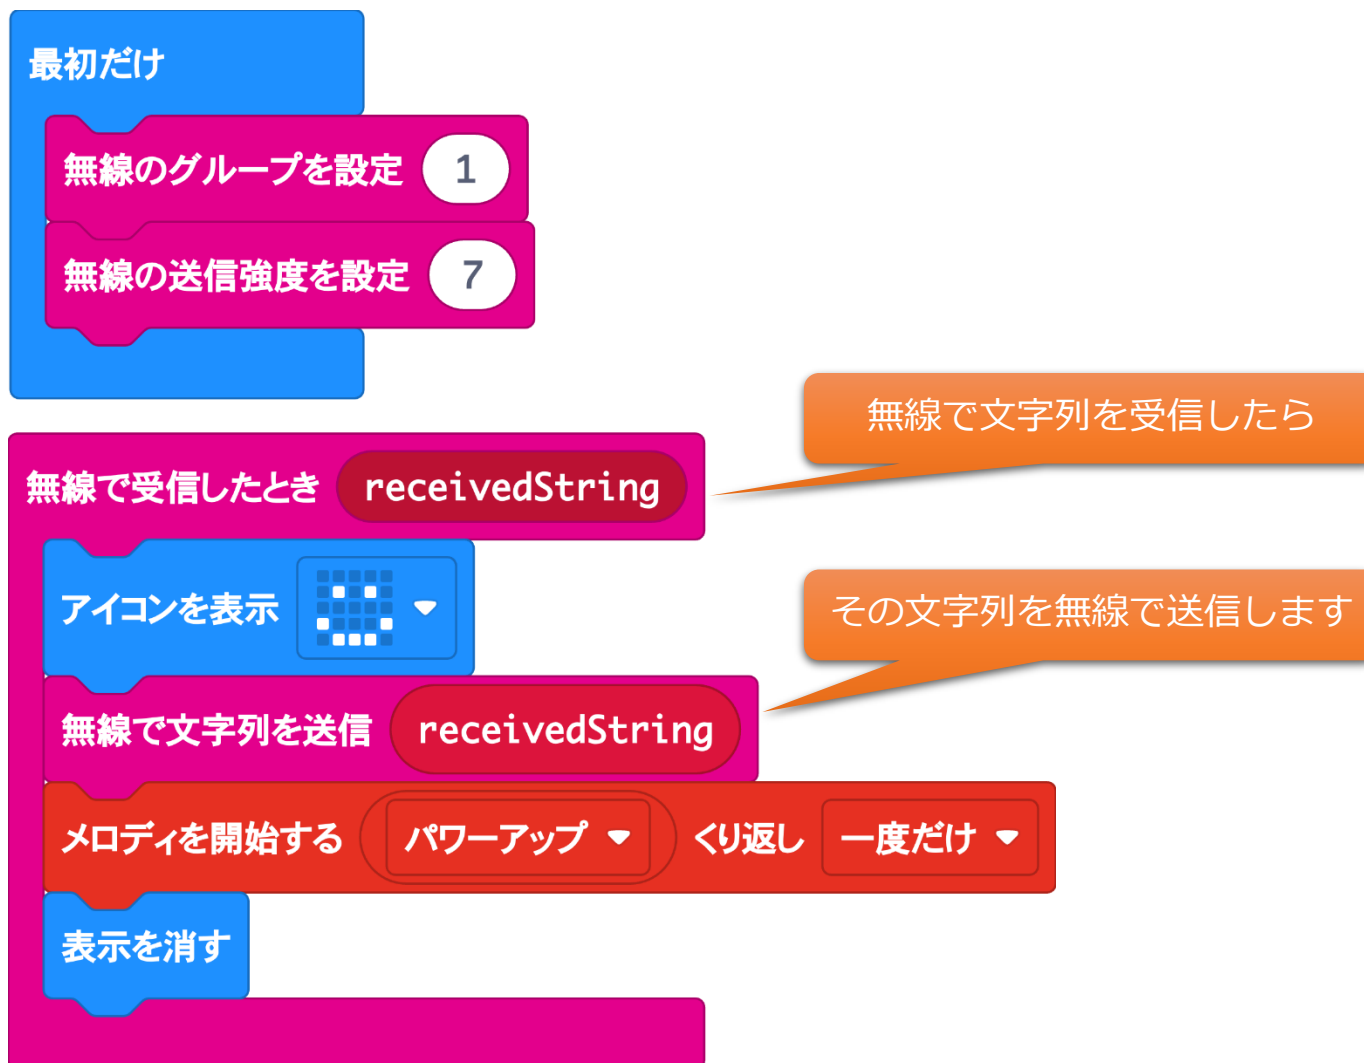 最初だけ
無線のグループを設定 1
無線の送信強度を設定 7
無線で文字列を受信したら
無線で受信したとき receivedString
その文字列を無線で送信します
アイコンを表示
無線で文字列を送信 receivedString
メロディを開始する パワーアップ くり返し 一度だけ
表示を消す